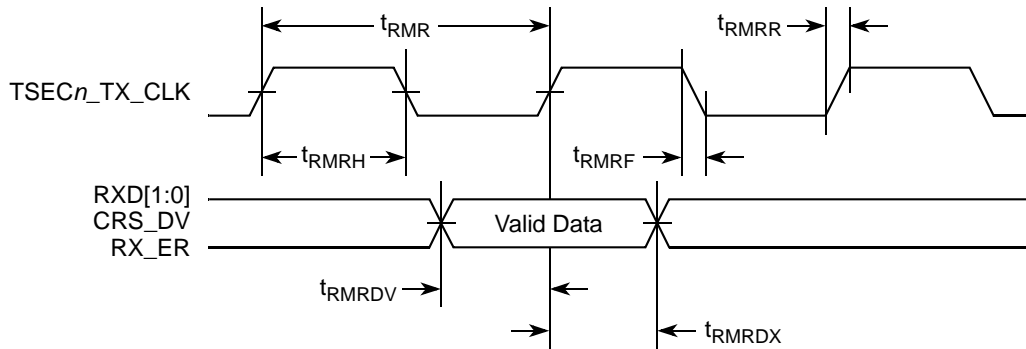 tRMR
tRMRR
TSECn_TX_CLK
tRMRH
tRMRF
RXD[1:0]
CRS_DV
RX_ER
Valid Data
tRMRDV
tRMRDX